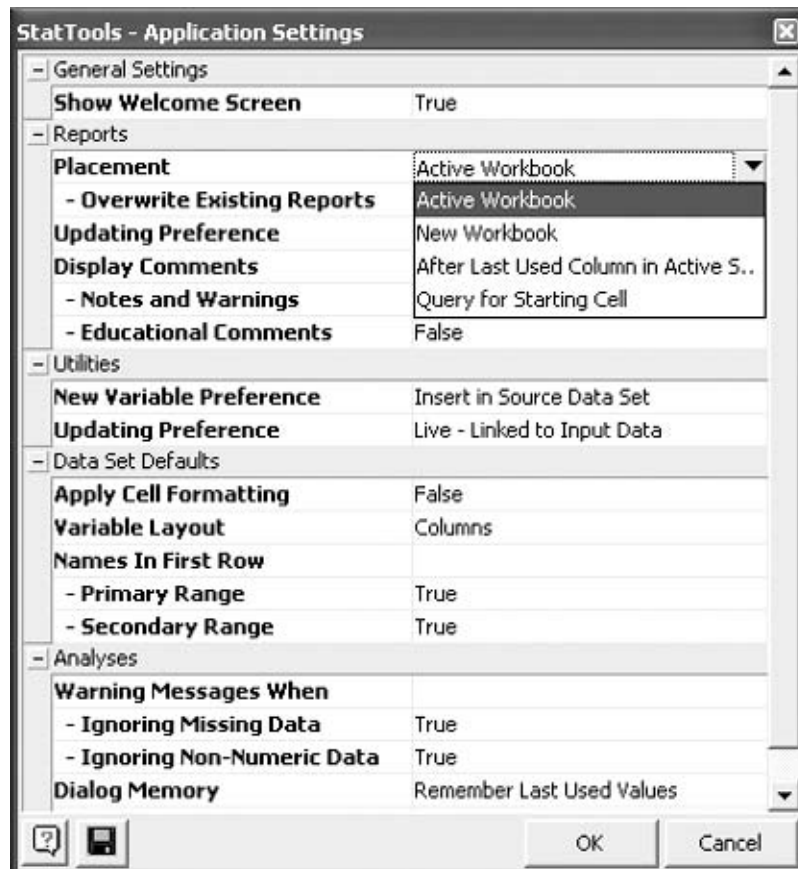 StatTools - Application Settings
General Settings
Show Welcome Screen True
Reports
Placement Active Workbook
- Overwrite Existing Reports Active Workbook
Updating Preference New Workbook
Display Comments After Last Used Column in Active S..
- Notes and Warnings Query for Starting Cell
- Educational Comments False
Utilities
New Variable Preference Insert in Source Data Set
Updating Preference Live - Linked to Input Data
Data Set Defaults
Apply Cell Formatting False
Variable Layout Columns
Names In First Row
- Primary Range True
- Secondary Range True
Analyses
Warning Messages When
- Ignoring Missing Data True
- Ignoring Non-Numeric Data True
Dialog Memory Remember Last Used Values
OK Cancel